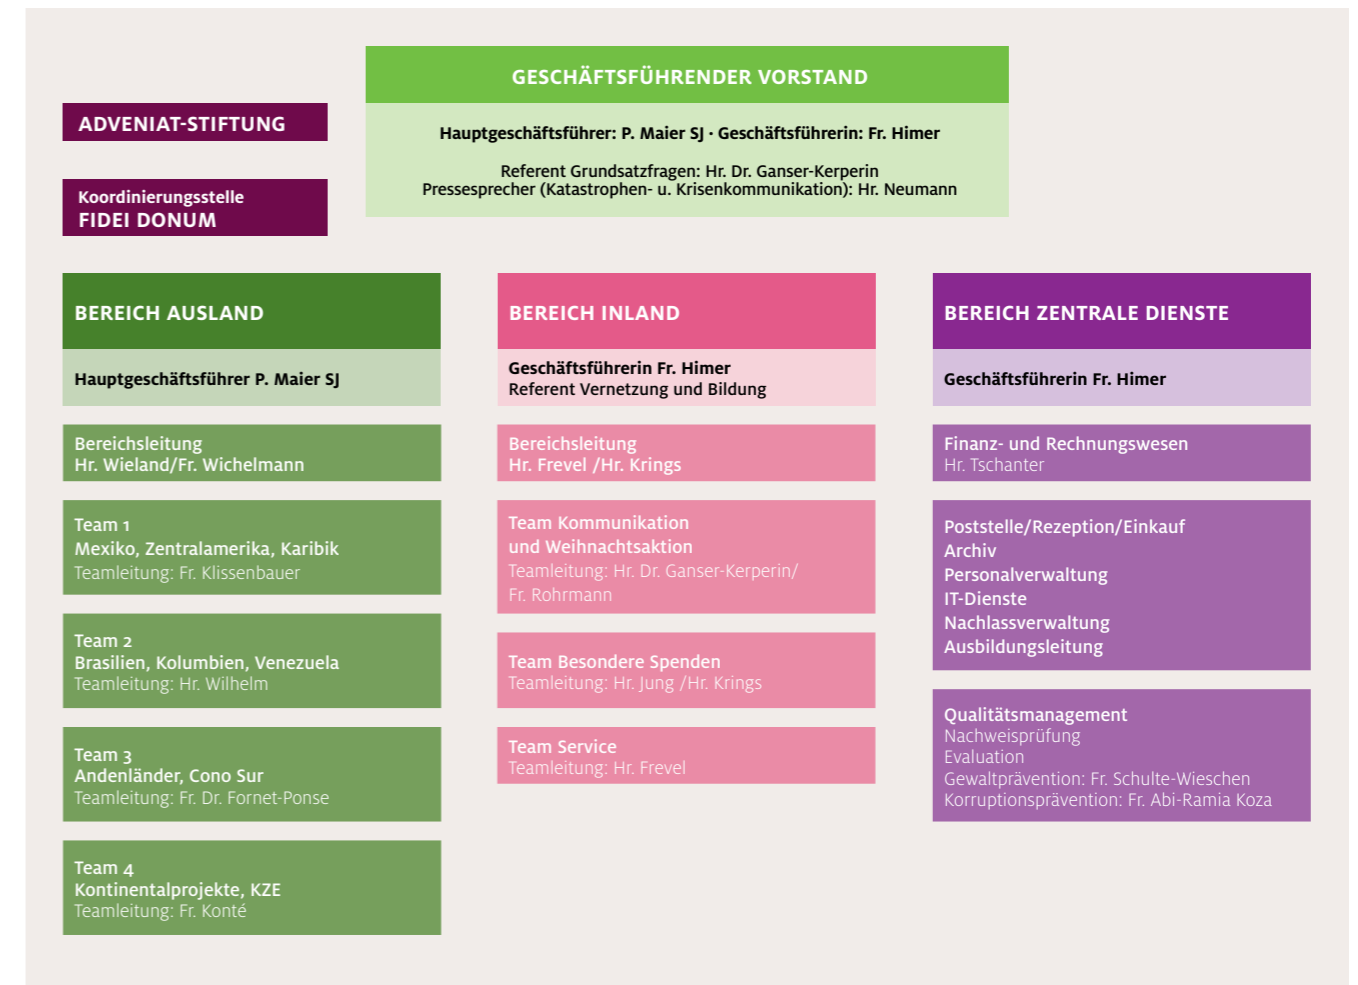 GESCHÄFTSFÜHRENDER VORSTAND
Hauptgeschäftsführer: P. Maier SJ · Geschäftsführerin: Fr. Himer
Referent Grundsatzfragen: Hr. Dr. Ganser-Kerperin
Pressesprecher (Katastrophen- u. Krisenkommunikation): Hr. Neumann
ADVENIAT-STIFTUNG
Koordinierungsstelle
FIDEI DONUM
BEREICH AUSLAND
Hauptgeschäftsführer P. Maier SJ
Bereichsleitung
Hr. Wieland/Fr. Wichelmann
Team 1
Mexiko, Zentralamerika, Karibik
Teamleitung: Fr. Klissenbauer
Team 2
Brasilien, Kolumbien, Venezuela
Teamleitung: Hr. Wilhelm
Team 3
Andenländer, Cono Sur
Teamleitung: Fr. Dr. Fornet-Ponse
Team 4
Kontinentalprojekte, KZE
Teamleitung: Fr. Konté
BEREICH INLAND
Geschäftsführerin Fr. Himer
Referent Vernetzung und Bildung
Bereichsleitung
Hr. Frevel /Hr. Krings
Team Kommunikation
und Weihnachtsaktion
Teamleitung: Hr. Dr. Ganser-Kerperin/
Fr. Rohrmann
Team Besondere Spenden
Teamleitung: Hr. Jung /Hr. Krings
Team Service
Teamleitung: Hr. Frevel
BEREICH ZENTRALE DIENSTE
Geschäftsführerin Fr. Himer
Finanz- und Rechnungswesen
Hr. Tschanter
Poststelle/Rezeption/Einkauf
Archiv
Personalverwaltung
IT-Dienste
Nachlassverwaltung
Ausbildungsleitung
Qualitätsmanagement
Nachweisprüfung
Evaluation
Gewaltprävention: Fr. Schulte-Wieschen
Korruptionsprävention: Fr. Abi-Ramia Koza